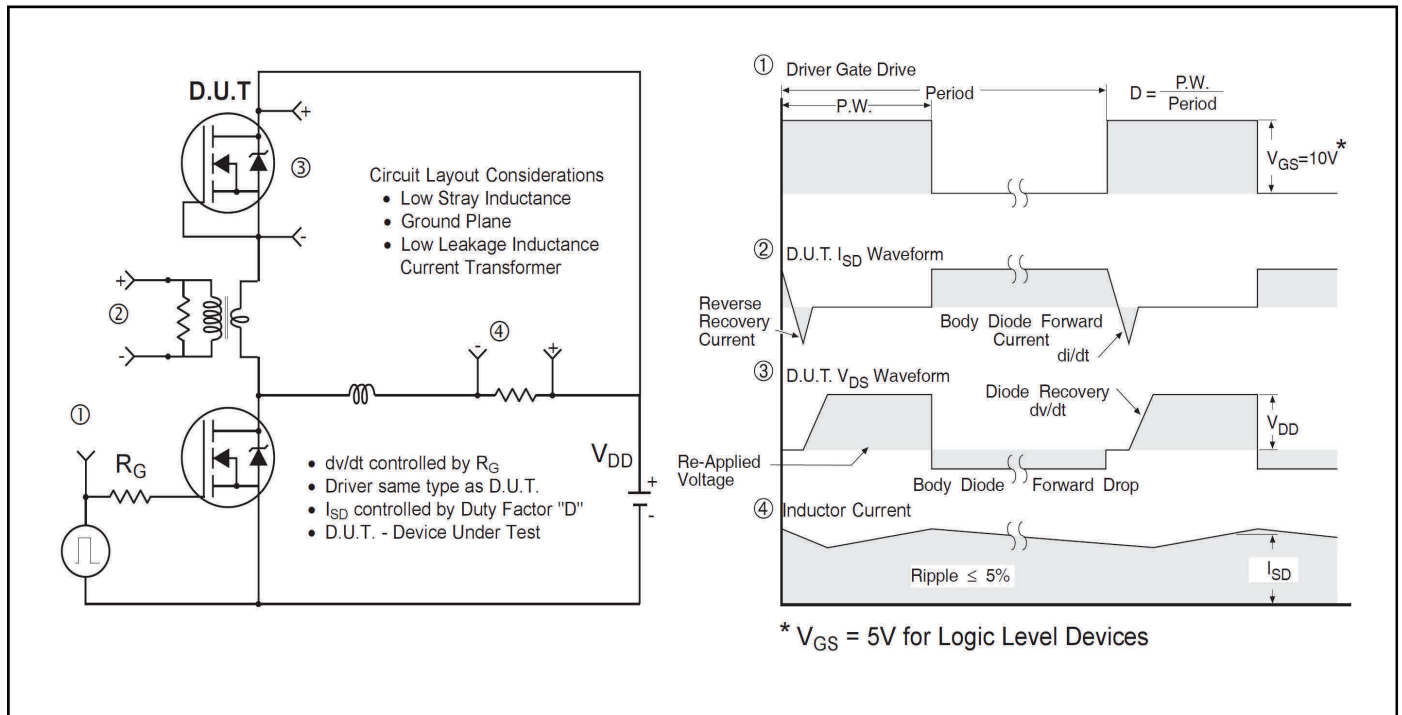 D.U.T
+
③
-
Circuit Layout Considerations
• Low Stray Inductance
• Ground Plane
• Low Leakage Inductance
Current Transformer
+
②
-
④
-
+
①
R_G
V_DD
+
-
• dv/dt controlled by R_G
• Driver same type as D.U.T.
• I_SD controlled by Duty Factor "D"
• D.U.T. - Device Under Test
① Driver Gate Drive
Period
P.W.
D = P.W.
Period
V_GS=10V*
② D.U.T. I_SD Waveform
Reverse
Recovery
Current
Body Diode Forward
Current
di/dt
③ D.U.T. V_DS Waveform
Diode Recovery
dv/dt
V_DD
Re-Applied
Voltage
Body Diode Forward Drop
④ Inductor Current
Ripple ≤ 5%
I_SD
* V_GS = 5V for Logic Level Devices